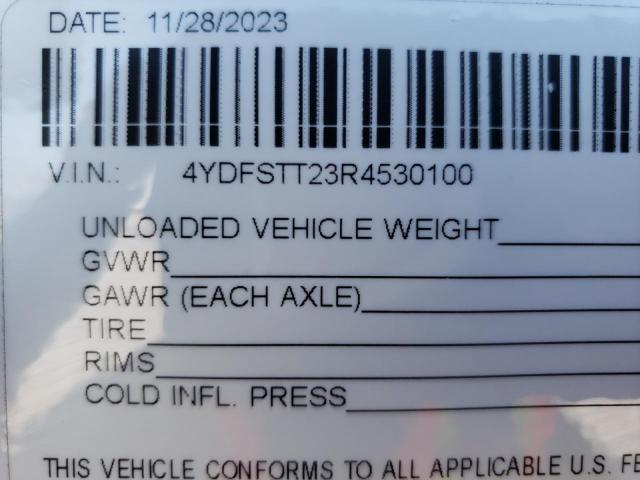 DATE: 11/28/2023
V.I.N.: 4YDFSTT23R4530100
UNLOADED VEHICLE WEIGHT
GVWR
GAWR (EACH AXLE)
TIRE
RIMS
COLD INFL. PRESS
THIS VEHICLE CONFORMS TO ALL APPLICABLE U.S. FE